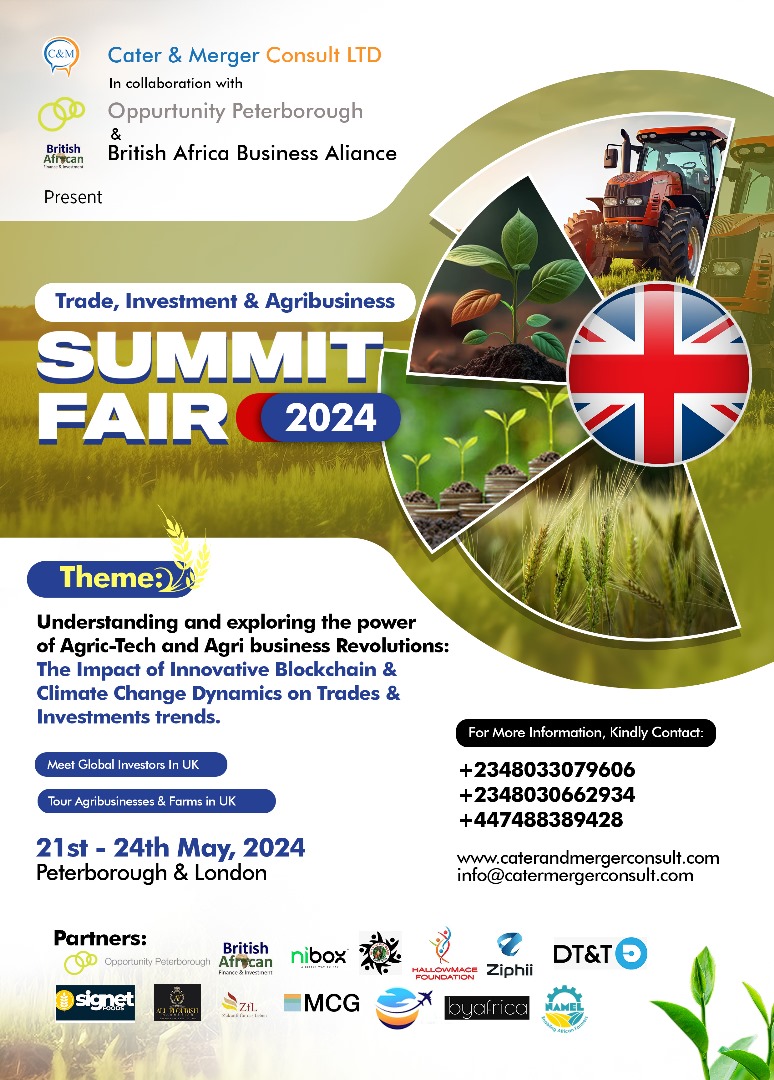 C&M
Cater & Merger Consult LTD
In collaboration with
Oppurtunity Peterborough
&
British
African
Finance & Investment
British Africa Business Aliance
Present
Trade, Investment & Agribusiness
SUMMIT
FAIR 2024
Theme:
Understanding and exploring the power
of Agric-Tech and Agri business Revolutions:
The Impact of Innovative Blockchain &
Climate Change Dynamics on Trades &
Investments trends.
Meet Global Investors In UK
Tour Agribusinesses & Farms in UK
21st - 24th May, 2024
Peterborough & London
For More Information, Kindly Contact:
+2348033079606
+2348030662934
+447488389428
www.caterandmergerconsult.com
info@catermergerconsult.com
Partners:
Opportunity Peterborough
British
African
Finance & Investment
nibox
HALLOWMACE
FOUNDATION
Ziphii
DT&T
signet
FOODS
ZfL
MCG
byafrica
NAMEL